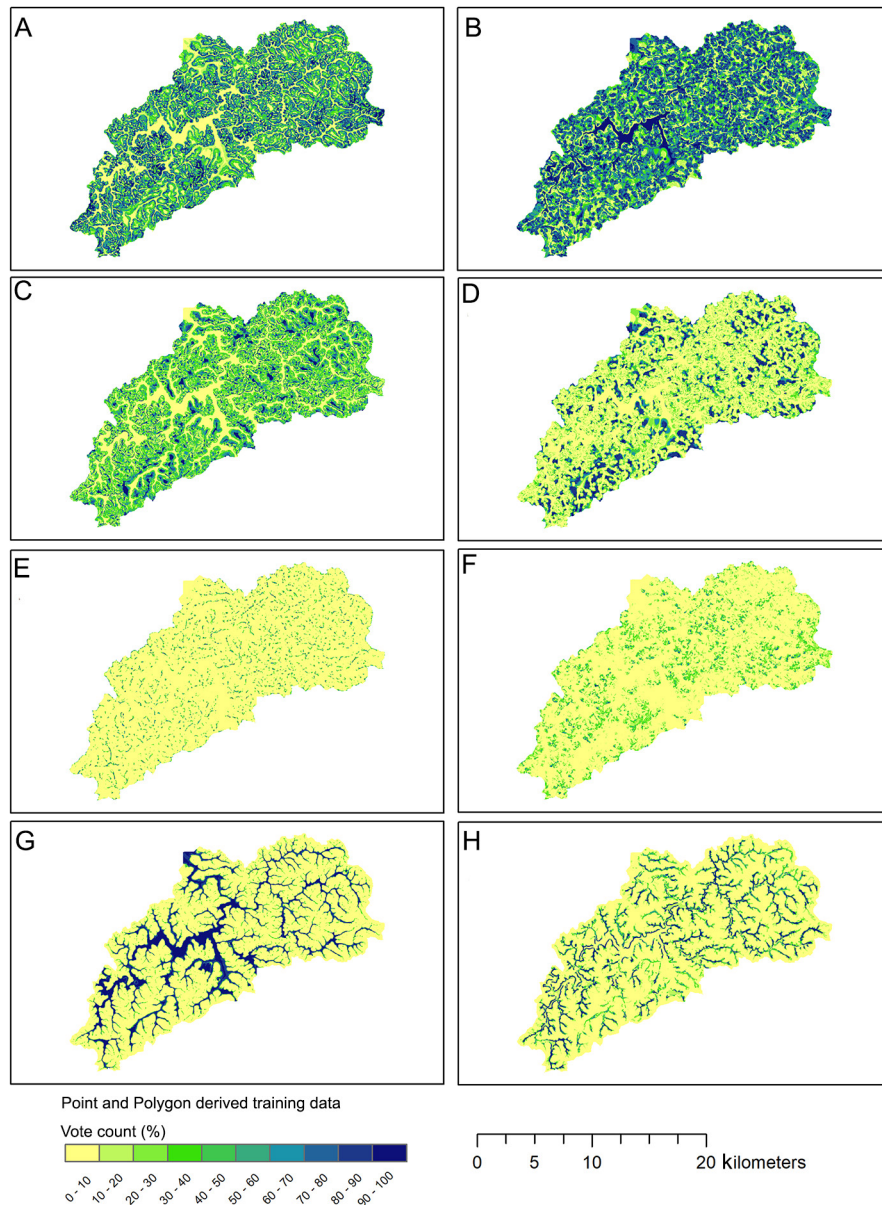 A
B
C
D
E
F
G
H
Point and Polygon derived training data
Vote count (%)
0 - 10
10 - 20
20 - 30
30 - 40
40 - 50
50 - 60
60 - 70
70 - 80
80 - 90
90 - 100
0 5 10 20 kilometers